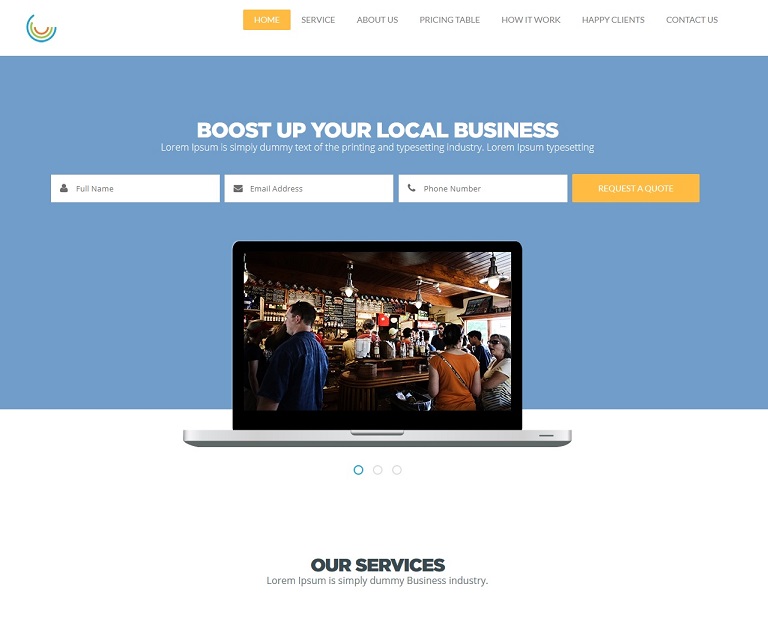 HOME SERVICE ABOUT US PRICING TABLE HOW IT WORK HAPPY CLIENTS CONTACT US
BOOST UP YOUR LOCAL BUSINESS
Lorem Ipsum is simply dummy text of the printing and typesetting industry. Lorem Ipsum typesetting
Full Name Email Address Phone Number REQUEST A QUOTE
OUR SERVICES
Lorem Ipsum is simply dummy Business industry.